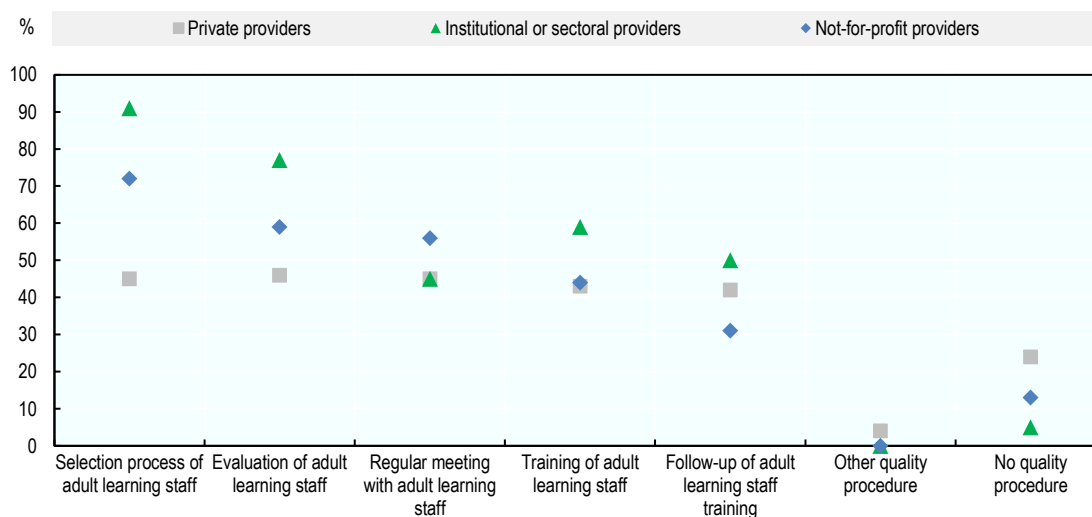 %
Private providers
Institutional or sectoral providers
Not-for-profit providers
100
90
80
70
60
50
40
30
20
10
0
Selection process of
adult learning staff
Evaluation of adult
learning staff
Regular meeting
with adult learning
staff
Training of adult
learning staff
Follow-up of adult
learning staff
training
Other quality
procedure
No quality
procedure